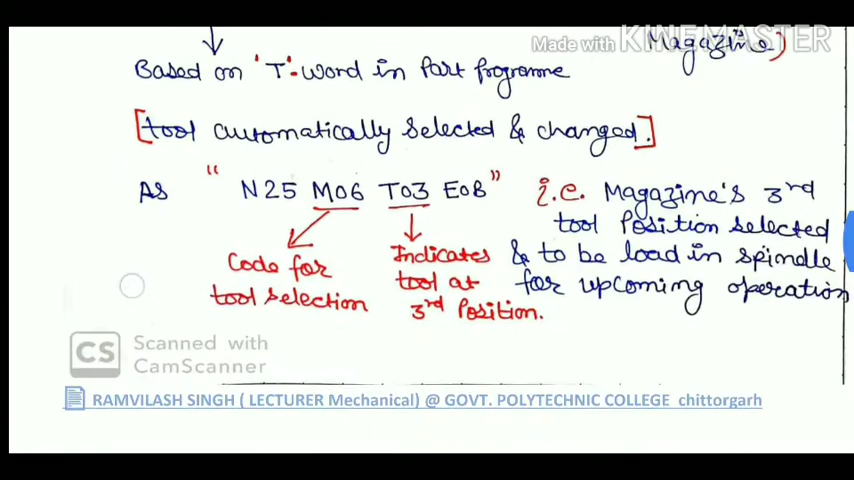 Made with KINEMASTER
Magazine)
Based on 'T'-word in Part programme
[tool automatically selected & changed.]
As "N25 M06 T03 EOB" i.e. Magazine's 3rd
tool Position selected
& to be load in spindle
for upcoming operation
Code for
tool selection
Indicates
tool at
3rd Position.
CS Scanned with
CamScanner
RAMVILASH SINGH ( LECTURER Mechanical) @ GOVT. POLYTECHNIC COLLEGE chittorgarh